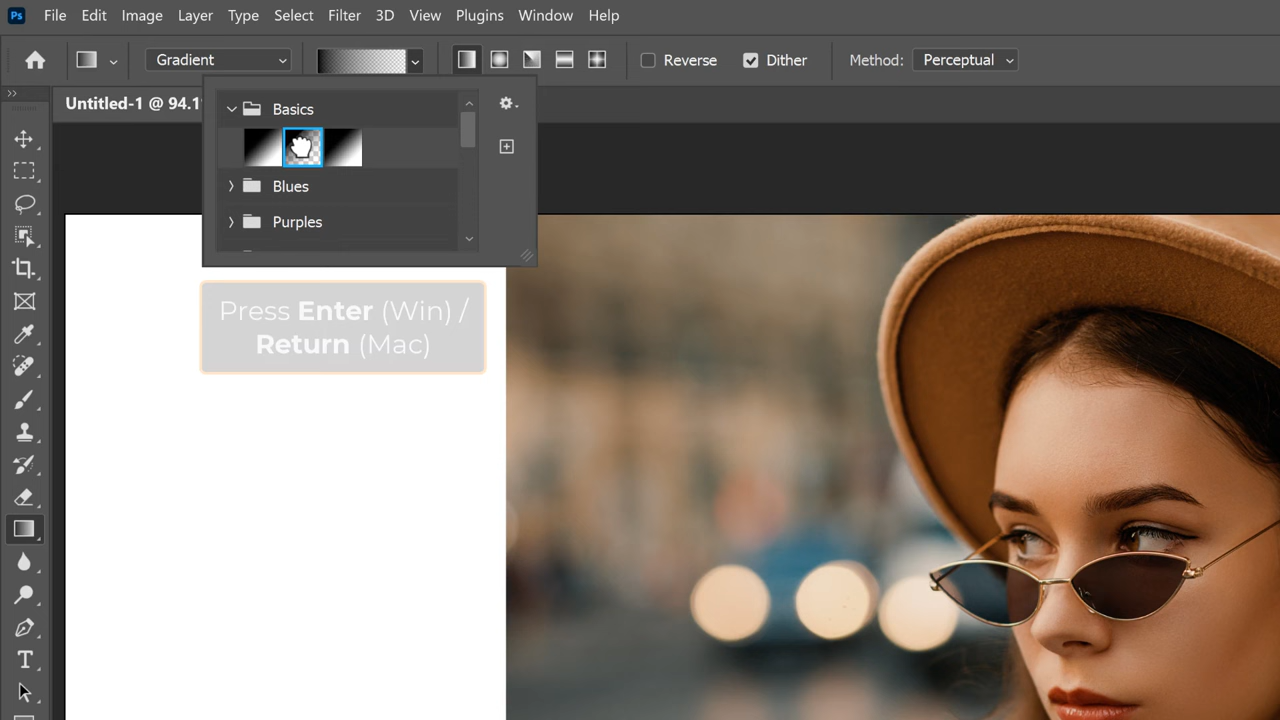 Ps File Edit Image Layer Type Select Filter 3D View Plugins Window Help
Gradient Reverse Dither Method: Perceptual
Untitled-1 @ 94.1
Basics
Blues
Purples
Press Enter (Win) /
Return (Mac)